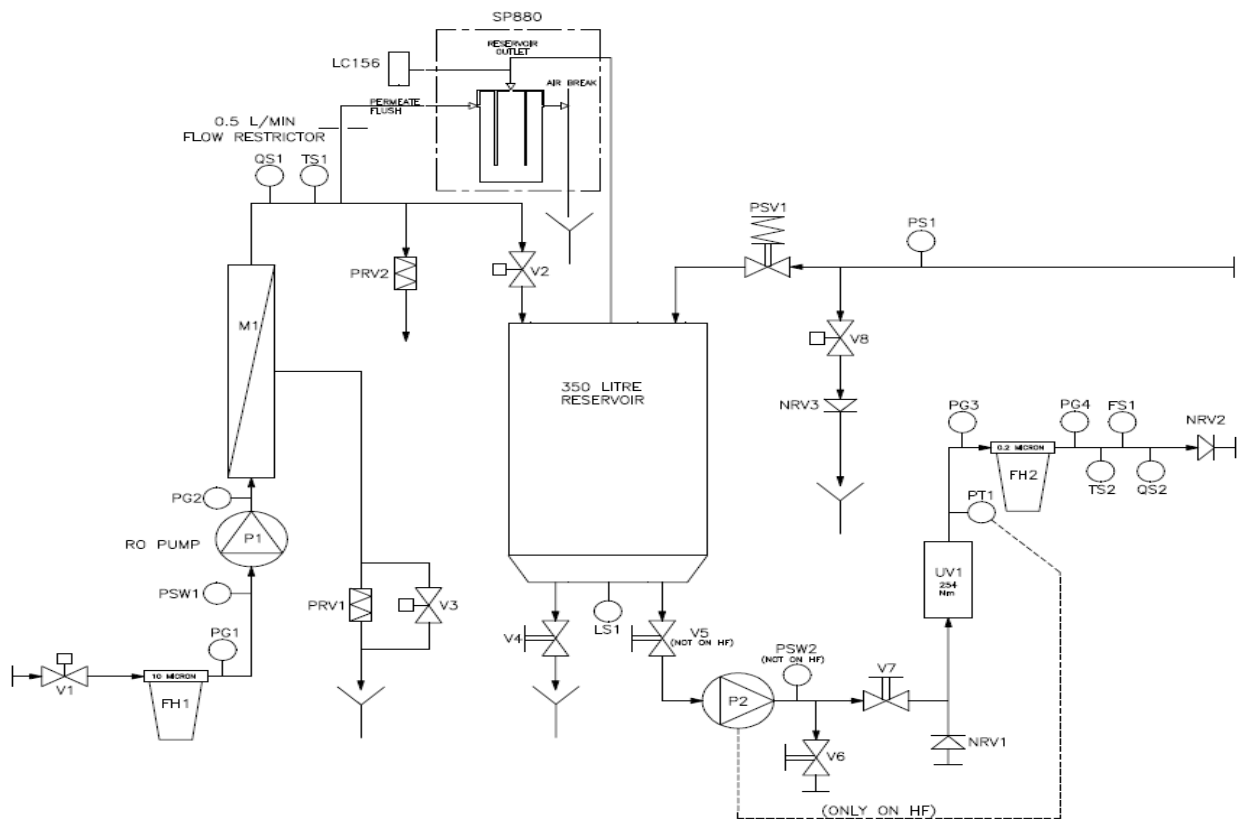 SP880
RESERVOIR
OUTLET
LC156
AIR BREAK
PERMEATE
FLUSH
0.5 L/MIN
FLOW RESTRICTOR
QS1
TS1
PSV1
PS1
PRV2
V2
M1
V8
350 LITRE
RESERVOIR
NRV3
PG3
PG4
FS1
NRV2
0.2 MICRON
FH2
TS2
QS2
PG2
PT1
P1
RO PUMP
UV1
254
Nm
PSW1
PRV1
V3
LS1
V4
V5
(NOT ON HF)
PG1
PSW2
(NOT ON HF)
V7
10 MICRON
V1
FH1
P2
NRV1
V6
(ONLY ON HF)